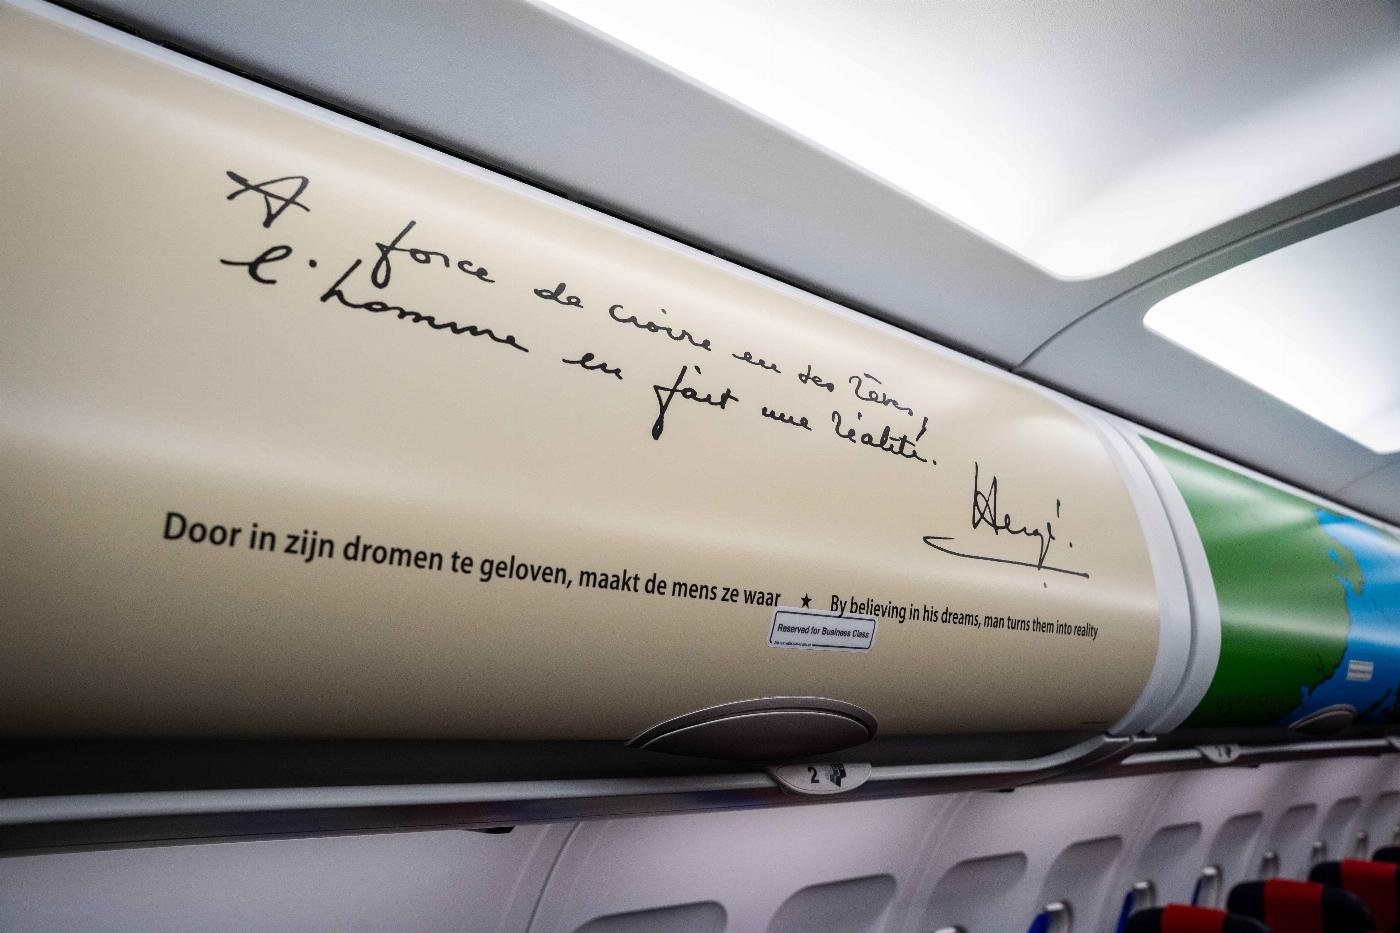 A force de croire en ses rêves,
l'homme en fait une réalité.
Hergé.
Door in zijn dromen te geloven, maakt de mens ze waar ★ By believing in his dreams, man turns them into reality
Reserved for Business Class
2